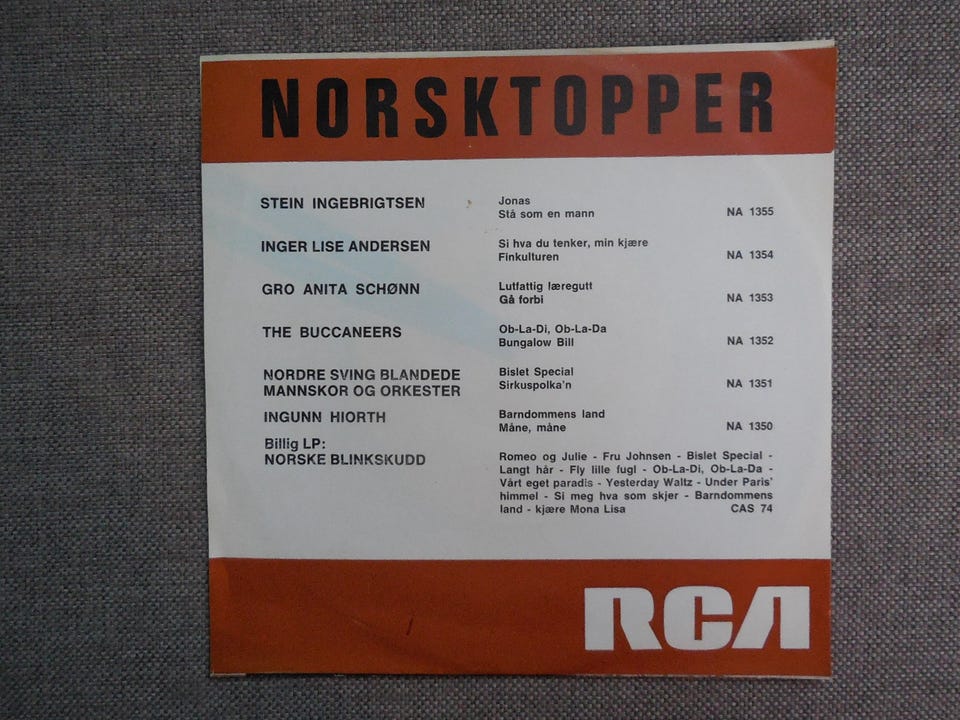 NORSKTOPPER
STEIN INGEBRIGTSEN
Jonas
Stå som en mann NA 1355
INGER LISE ANDERSEN
Si hva du tenker, min kjære
Finkulturen NA 1354
GRO ANITA SCHØNN
Lutfattig læregutt
Gå forbi NA 1353
THE BUCCANEERS
Ob-La-Di, Ob-La-Da
Bungalow Bill NA 1352
NORDRE SVING BLANDEDE
MANNSKOR OG ORKESTER
Bislet Special
Sirkuspolka'n NA 1351
INGUNN HIORTH
Barndommens land
Måne, måne NA 1350
Billig LP:
NORSKE BLINKSKUDD
Romeo og Julie - Fru Johnsen - Bislet Special -
Langt hår - Fly lille fugl - Ob-La-Di, Ob-La-Da -
Vårt eget paradis - Yesterday Waltz - Under Paris'
himmel - Si meg hva som skjer - Barndommens
land - kjære Mona Lisa CAS 74
RCA